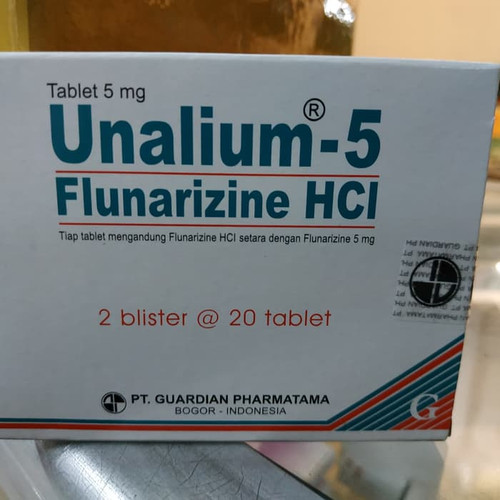 Tablet 5 mg
Unalium®-5
Flunarizine HCl
Tiap tablet mengandung Flunarizine HCl setara dengan Flunarizine 5 mg
2 blister @ 20 tablet
PT. GUARDIAN PHARMATAMA
BOGOR - INDONESIA
G